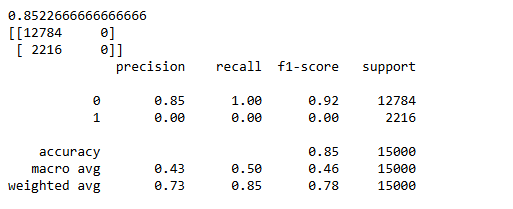 0.8522666666666666
[[12784     0]
 [ 2216     0]]
              precision    recall  f1-score   support

           0       0.85      1.00      0.92     12784
           1       0.00      0.00      0.00      2216

    accuracy                           0.85     15000
   macro avg       0.43      0.50      0.46     15000
weighted avg       0.73      0.85      0.78     15000